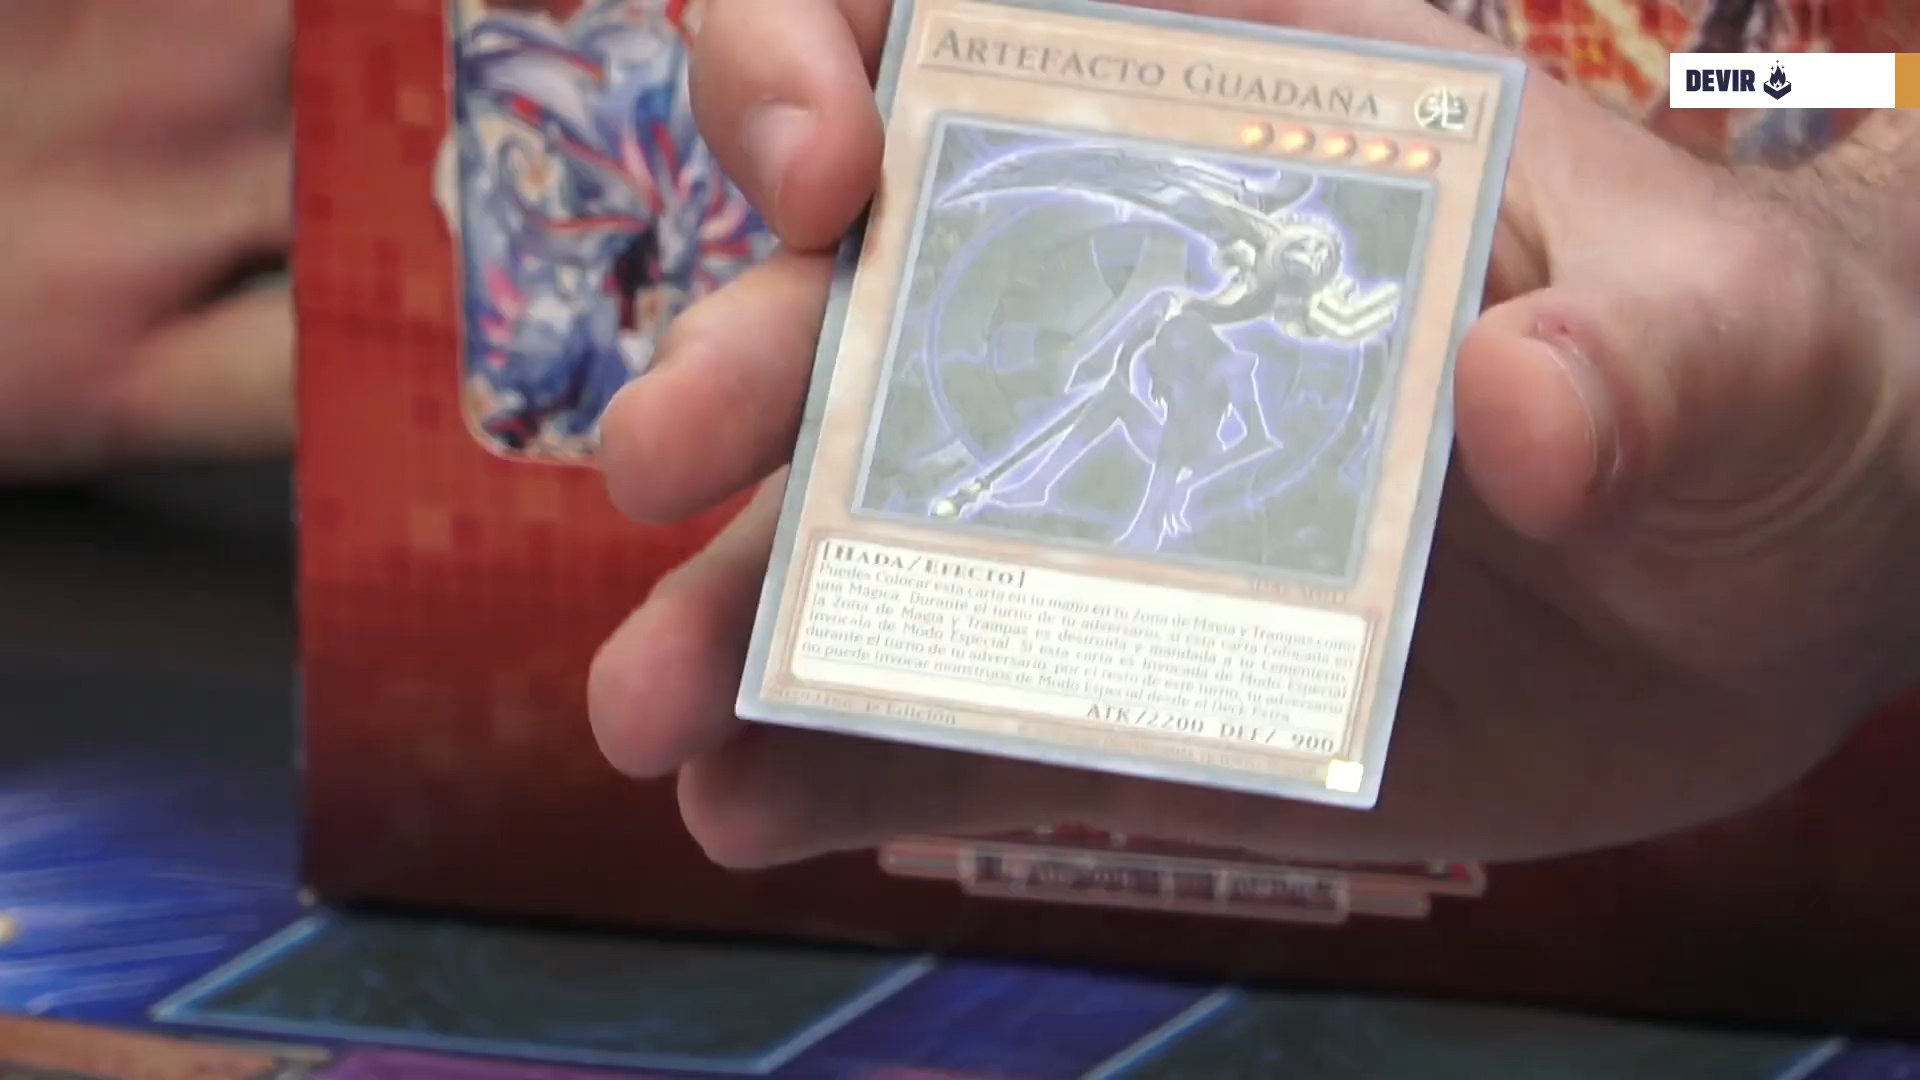 DEVIR
ARTEFACTO GUADAÑA
光
[HADA/EFECTO]
Puedes Colocar esta carta en tu mano en tu Zona de Magia y Trampas como
una Mágica. Durante el turno de tu adversario, si esta carta Colocada en
la Zona de Magia y Trampas es destruida y mandada a tu Cementerio:
Invócala de Modo Especial. Si esta carta es Invocada de Modo Especial
durante el turno de tu adversario: por el resto de este turno, tu adversario
no puede Invocar monstruos de Modo Especial desde el Deck Extra.
ATK/2200 DEF/ 900
1ª Edición